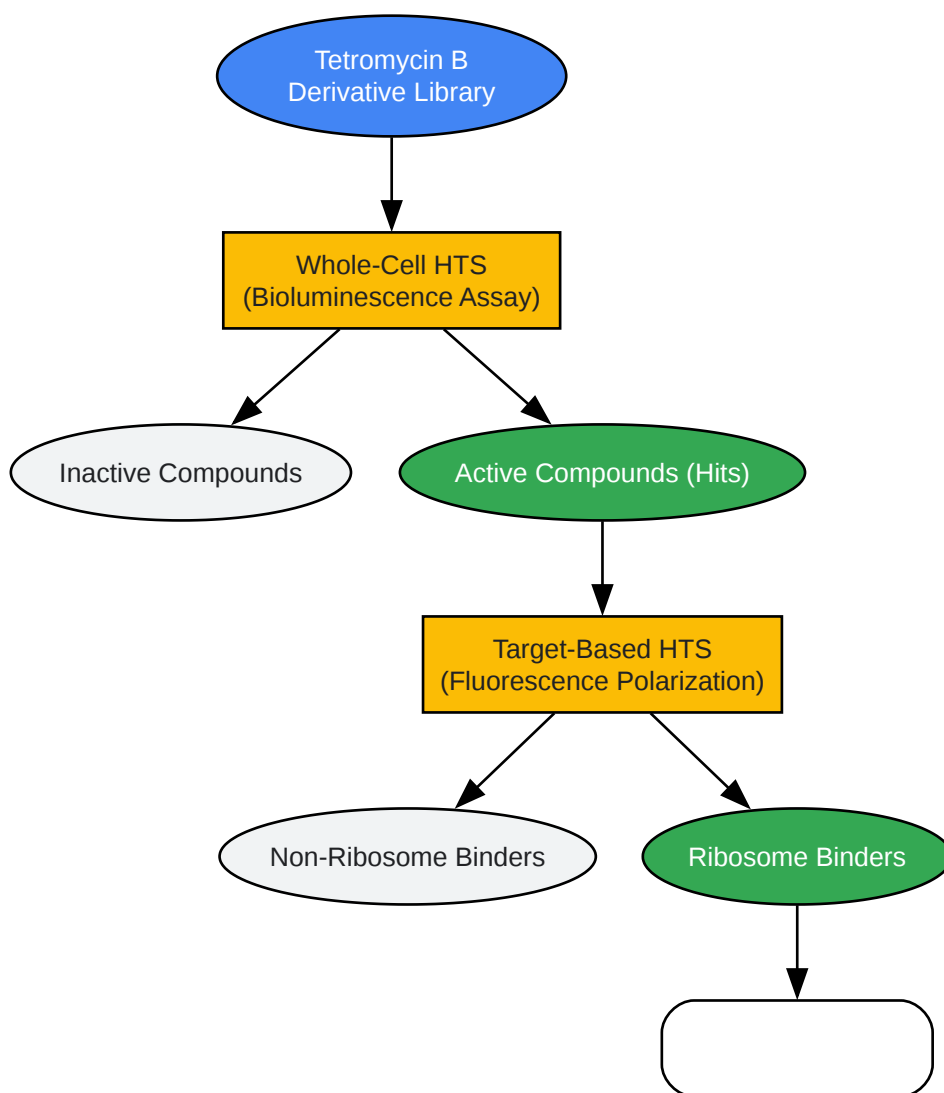 Tetromycin B
Derivative Library
Whole-Cell HTS
(Bioluminescence Assay)
Inactive Compounds
Active Compounds (Hits)
Target-Based HTS
(Fluorescence Polarization)
Non-Ribosome Binders
Ribosome Binders